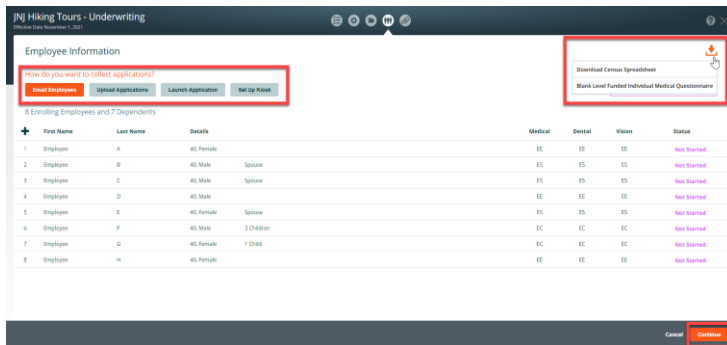 JNJ Hiking Tours - Underwriting
Effective Date November 1, 2021
Employee Information
How do you want to collect applications?
Email Employees Upload Applications Launch Application Set Up Kiosk
Download Census Spreadsheet
Blank Level Funded Individual Medical Questionnaire
8 Enrolling Employees and 7 Dependents
First Name Last Name Details Medical Dental Vision Status
1 Employee A 40, Female EE EE EE Not Started
2 Employee B 40, Male Spouse ES ES ES Not Started
3 Employee C 40, Male Spouse ES ES ES Not Started
4 Employee D 40, Male EE EE EE Not Started
5 Employee E 40, Female Spouse ES ES ES Not Started
6 Employee F 40, Male 3 Children EC EC EC Not Started
7 Employee G 40, Female 1 Child EC EC EC Not Started
8 Employee H 40, Female EE EE EE Not Started
Cancel Continue